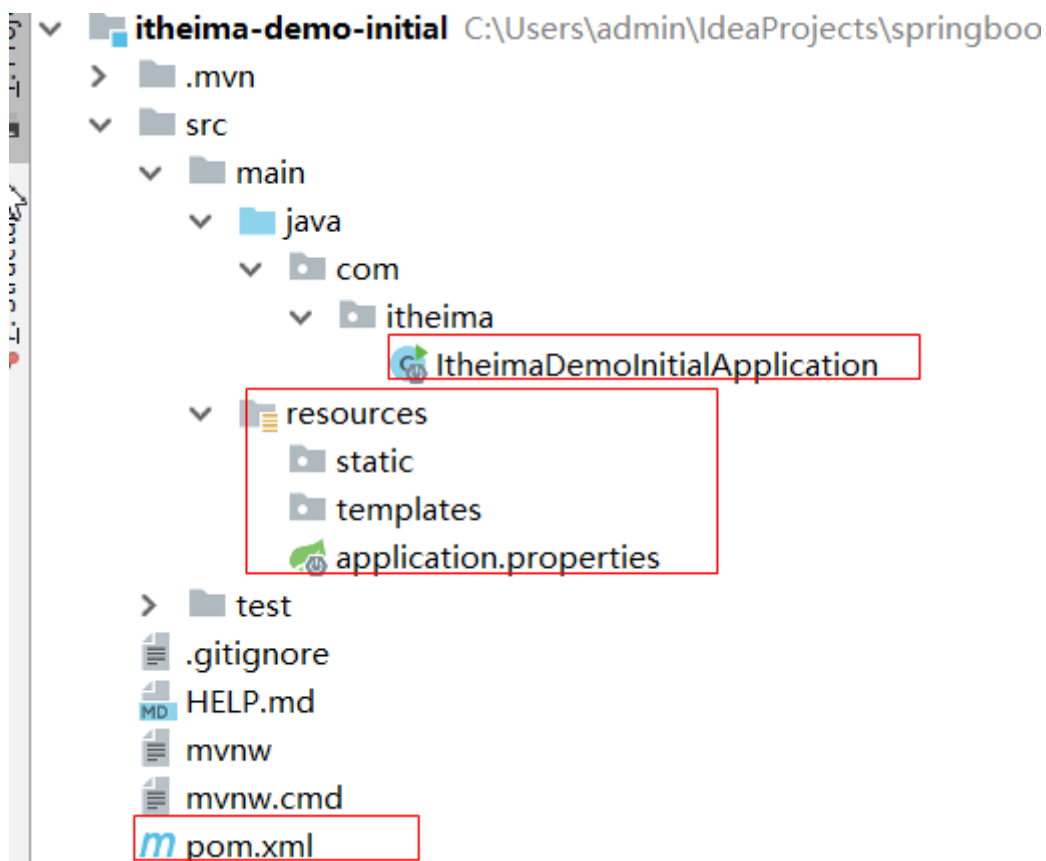 itheima-demo-initial C:\Users\admin\IdeaProjects\springboo
.mvn
src
main
java
com
itheima
C ItheimaDemoInitialApplication
resources
static
templates
application.properties
test
.gitignore
MD HELP.md
mvnw
mvnw.cmd
m pom.xml